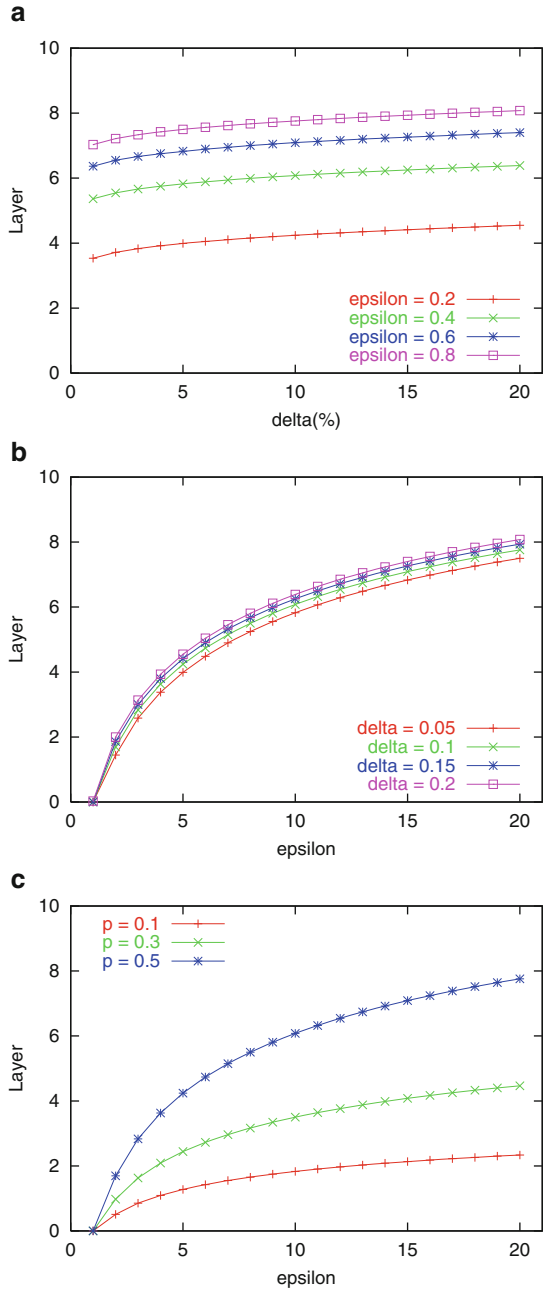 a
10
8
6
4
2
0
Layer
epsilon = 0.2
epsilon = 0.4
epsilon = 0.6
epsilon = 0.8
0 5 10 15 20
delta(%)
b
10
8
6
4
2
0
Layer
delta = 0.05
delta = 0.1
delta = 0.15
delta = 0.2
0 5 10 15 20
epsilon
c
10
8
6
4
2
0
Layer
p = 0.1
p = 0.3
p = 0.5
0 5 10 15 20
epsilon